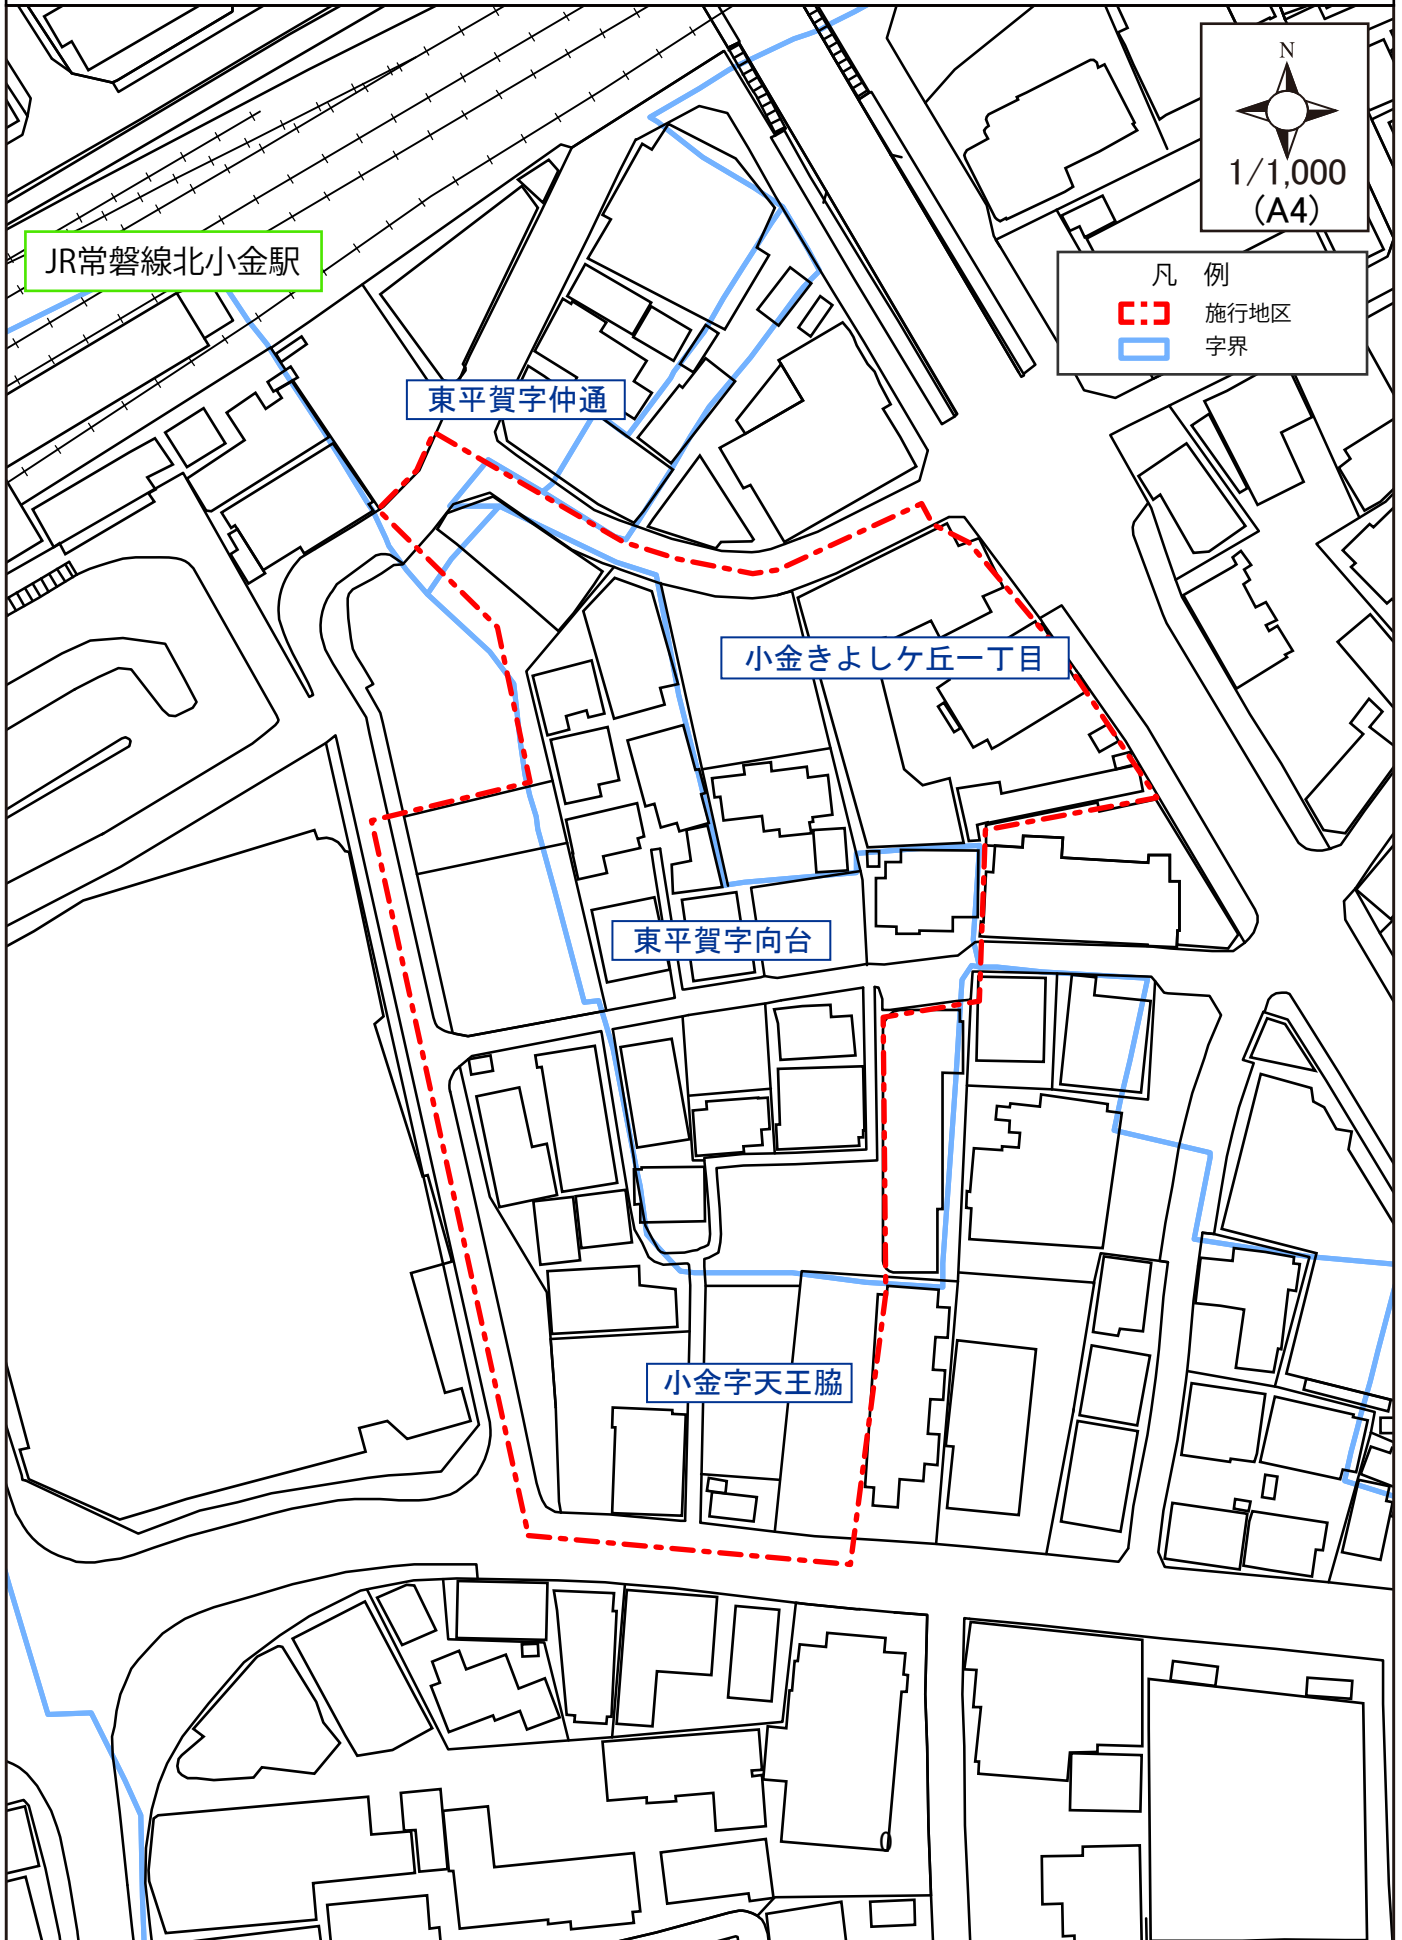 N
1/1,000
(A4)
JR常磐線北小金駅
凡 例
施行地区
字界
東平賀字仲通
小金きよしケ丘一丁目
東平賀字向台
小金字天王脇